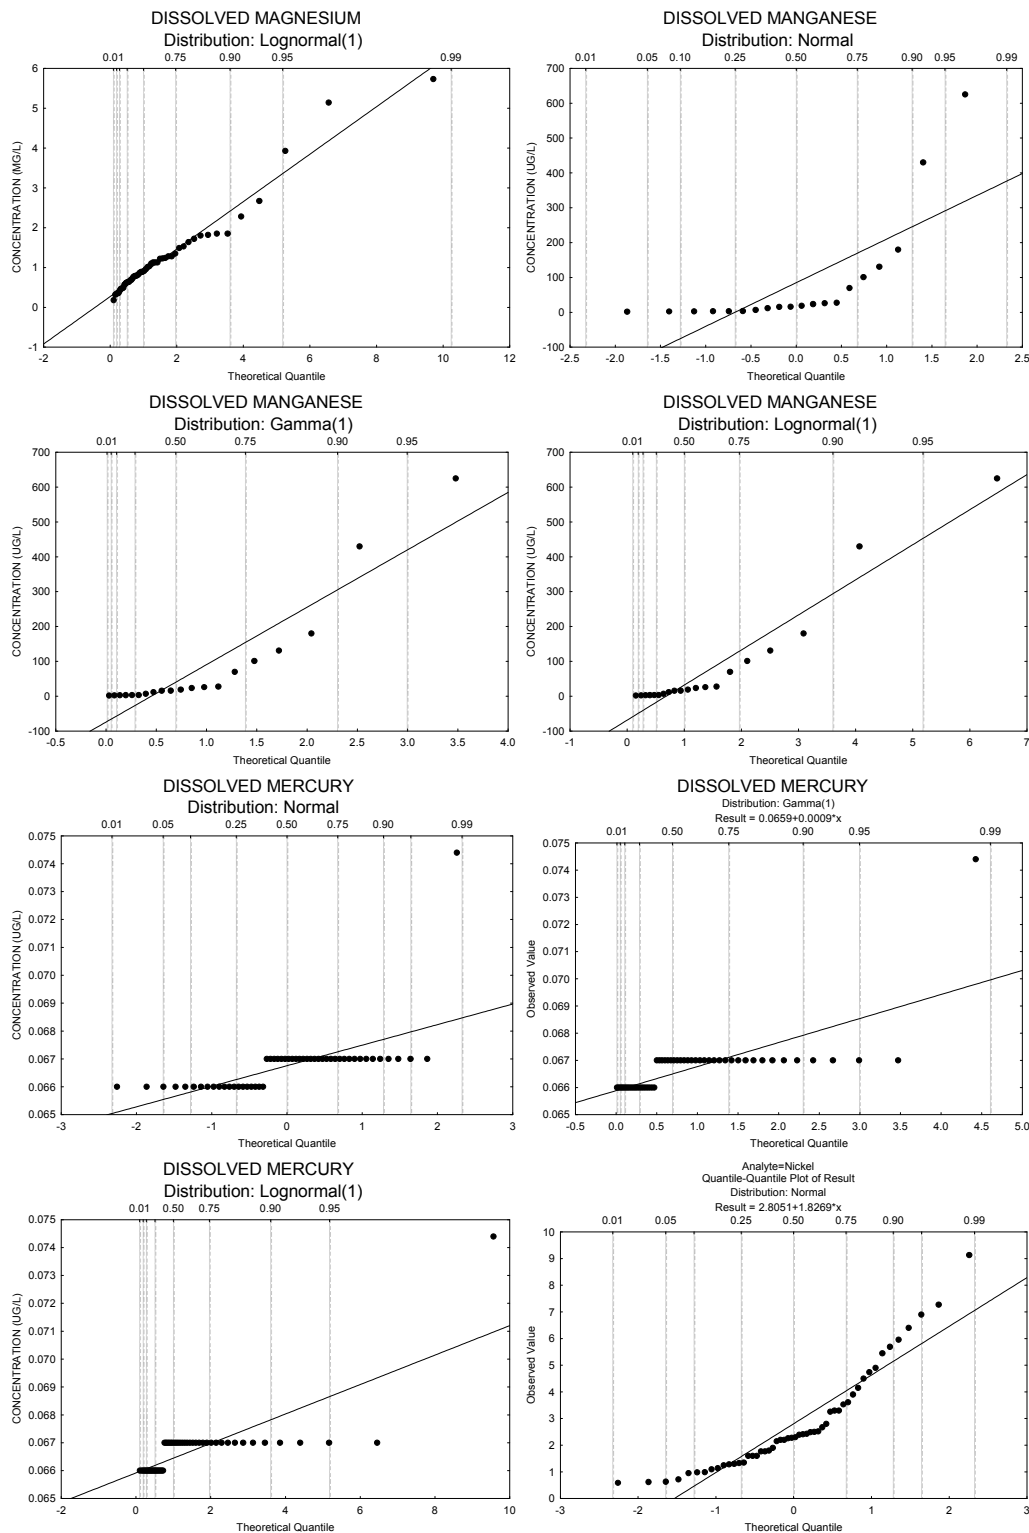 DISSOLVED MAGNESIUM
Distribution: Lognormal(1)
0.01 0.50 0.75 0.90 0.95 0.99
6
5
4
3
2
1
0
-1
CONCENTRATION (MG/L)
-2 0 2 4 6 8 10 12
Theoretical Quantile
DISSOLVED MANGANESE
Distribution: Normal
0.01 0.05 0.10 0.25 0.50 0.75 0.90 0.95 0.99
700
600
500
400
300
200
100
0
-100
CONCENTRATION (UG/L)
-2.5 -2.0 -1.5 -1.0 -0.5 0.0 0.5 1.0 1.5 2.0 2.5
Theoretical Quantile
DISSOLVED MANGANESE
Distribution: Gamma(1)
0.01 0.25 0.50 0.75 0.90 0.95
700
600
500
400
300
200
100
0
-100
CONCENTRATION (UG/L)
-0.5 0.0 0.5 1.0 1.5 2.0 2.5 3.0 3.5 4.0
Theoretical Quantile
DISSOLVED MANGANESE
Distribution: Lognormal(1)
0.01 0.50 0.75 0.90 0.95
700
600
500
400
300
200
100
0
-100
CONCENTRATION (UG/L)
-1 0 1 2 3 4 5 6 7
Theoretical Quantile
DISSOLVED MERCURY
Distribution: Normal
0.01 0.05 0.25 0.50 0.75 0.90 0.99
0.075
0.074
0.073
0.072
0.071
0.070
0.069
0.068
0.067
0.066
0.065
CONCENTRATION (UG/L)
-3 -2 -1 0 1 2 3
Theoretical Quantile
DISSOLVED MERCURY
Distribution: Gamma(1)
Result = 0.0659+0.0009*x
0.01 0.50 0.75 0.90 0.95 0.99
0.075
0.074
0.073
0.072
0.071
0.070
0.069
0.068
0.067
0.066
0.065
Observed Value
-0.5 0.0 0.5 1.0 1.5 2.0 2.5 3.0 3.5 4.0 4.5 5.0
Theoretical Quantile
DISSOLVED MERCURY
Distribution: Lognormal(1)
0.01 0.50 0.75 0.90 0.95
0.075
0.074
0.073
0.072
0.071
0.070
0.069
0.068
0.067
0.066
0.065
CONCENTRATION (UG/L)
-2 0 2 4 6 8 10
Theoretical Quantile
Analyte=Nickel
Quantile-Quantile Plot of Result
Distribution: Normal
Result = 2.8051+1.8269*x
0.01 0.05 0.25 0.50 0.75 0.90 0.99
10
9
8
7
6
5
4
3
2
1
0
Observed Value
-3 -2 -1 0 1 2 3
Theoretical Quantile